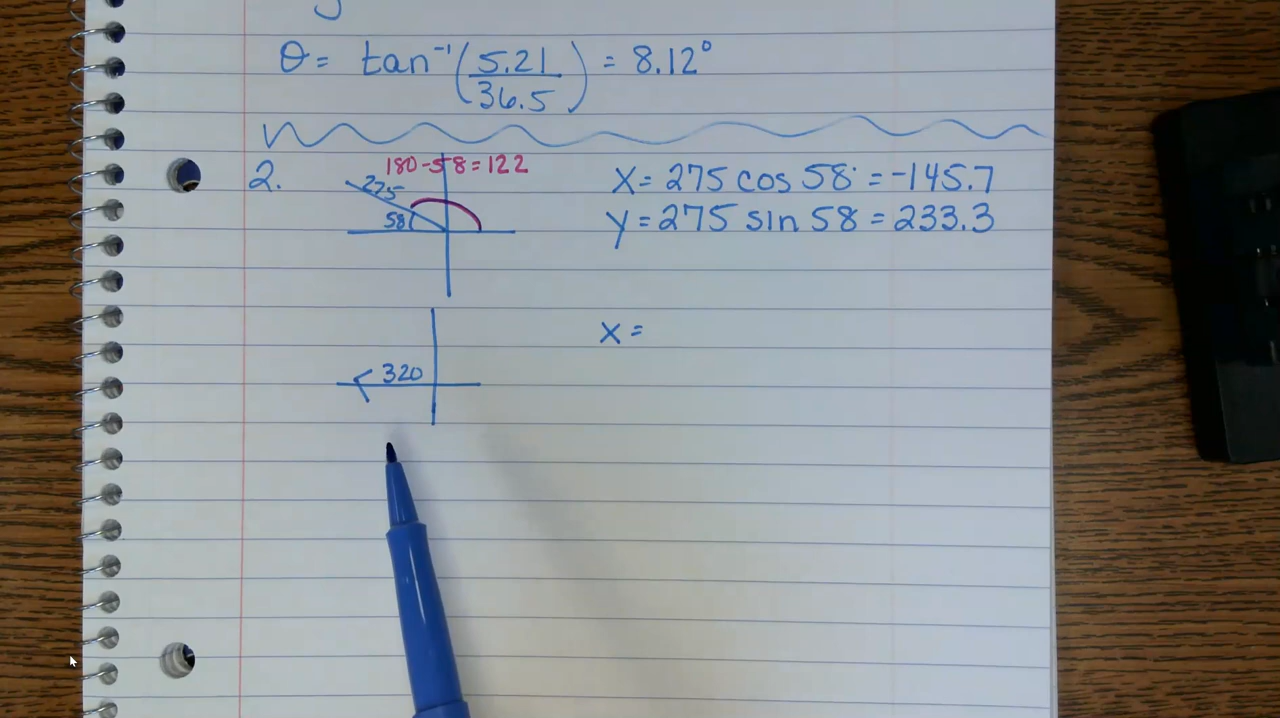 θ = tan⁻¹(5.21/36.5) = 8.12°
2.
180-58=122
275
58
x = 275 cos 58° = -145.7
y = 275 sin 58 = 233.3
320
x =